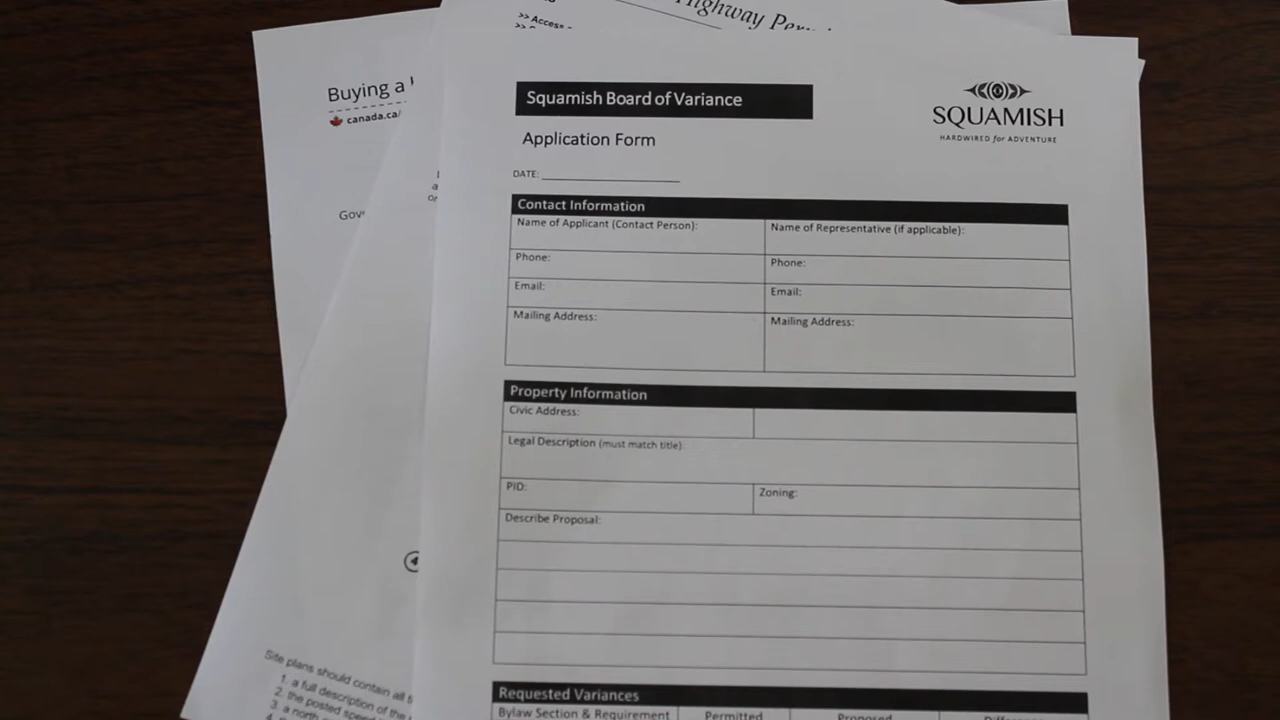 Highway
>> Access
Buying a
canada.ca/
Squamish Board of Variance
SQUAMISH
HARDWIRED for ADVENTURE
Application Form
DATE:
Contact Information
Name of Applicant (Contact Person):
Name of Representative (if applicable):
Phone:
Phone:
Email:
Email:
Mailing Address:
Mailing Address:
Property Information
Civic Address:
Legal Description (must match title):
PID:
Zoning:
Describe Proposal:
Requested Variances
Bylaw Section & Requirement
Permitted
Proposed
Site plans should contain all
1. a full description of the
2. the posted speed
3. a north